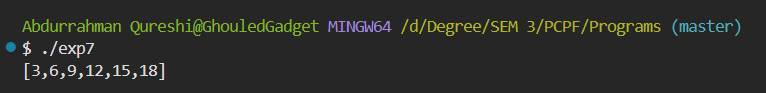 Abdurrahman Qureshi@GhouledGadget MINGW64 /d/Degree/SEM 3/PCPF/Programs (master)
$ ./exp7
[3,6,9,12,15,18]